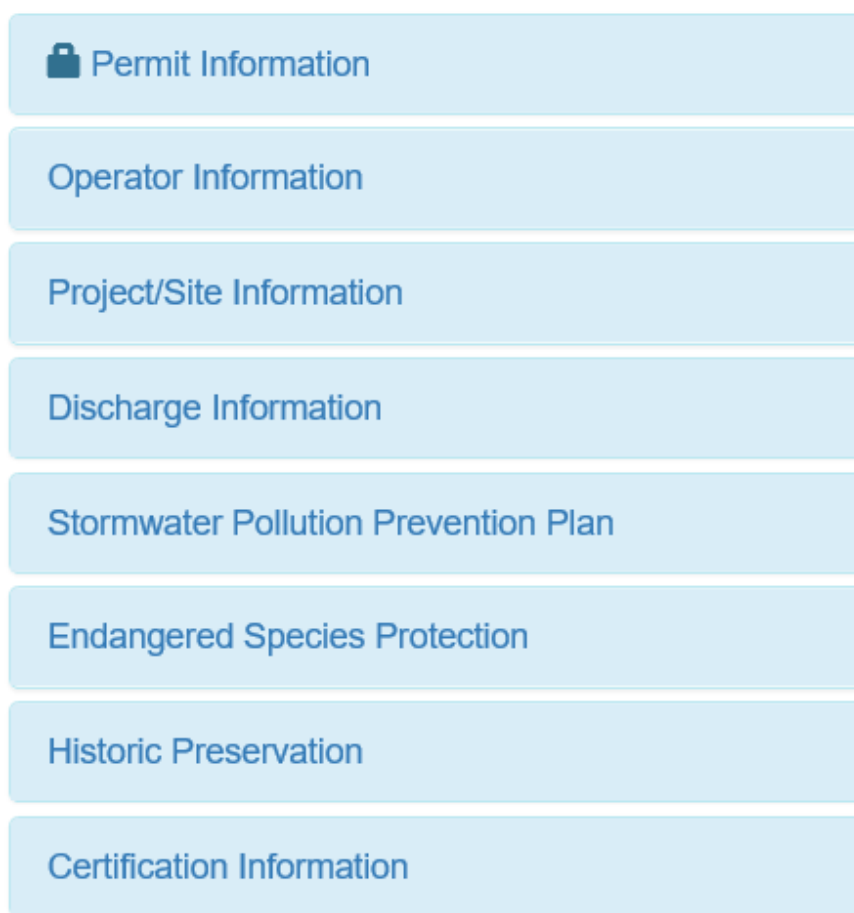 Permit Information
Operator Information
Project/Site Information
Discharge Information
Stormwater Pollution Prevention Plan
Endangered Species Protection
Historic Preservation
Certification Information